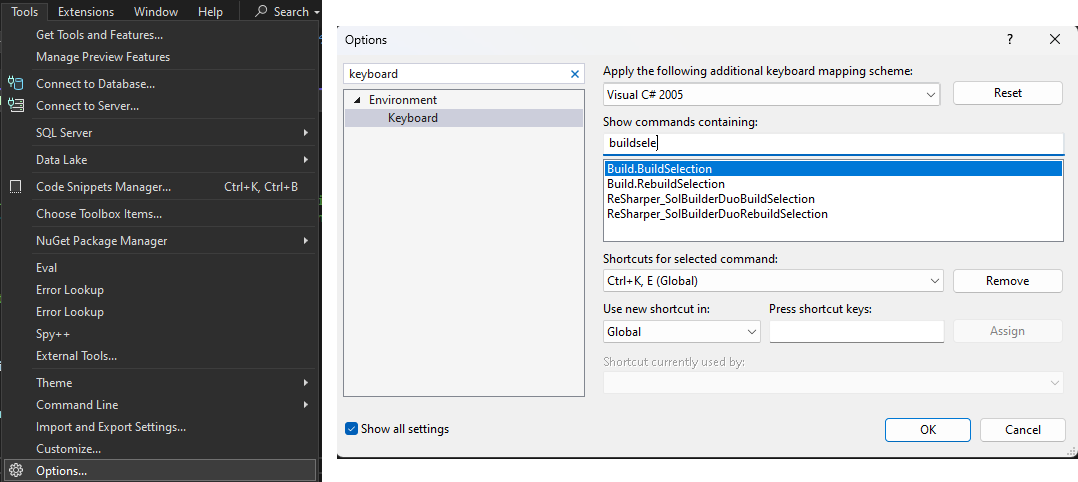 Tools Extensions Window Help Search
Get Tools and Features...
Manage Preview Features
Connect to Database...
Connect to Server...
SQL Server
Data Lake
Code Snippets Manager... Ctrl+K, Ctrl+B
Choose Toolbox Items...
NuGet Package Manager
Eval
Error Lookup
Error Lookup
Spy++
External Tools...
Theme
Command Line
Import and Export Settings...
Customize...
Options...
Options
keyboard
Environment
Keyboard
Show all settings
Apply the following additional keyboard mapping scheme:
Visual C# 2005 Reset
Show commands containing:
buildsele
Build.BuildSelection
Build.RebuildSelection
ReSharper_SolBuilderDuoBuildSelection
ReSharper_SolBuilderDuoRebuildSelection
Shortcuts for selected command:
Ctrl+K, E (Global) Remove
Use new shortcut in: Press shortcut keys:
Global Assign
Shortcut currently used by:
OK Cancel